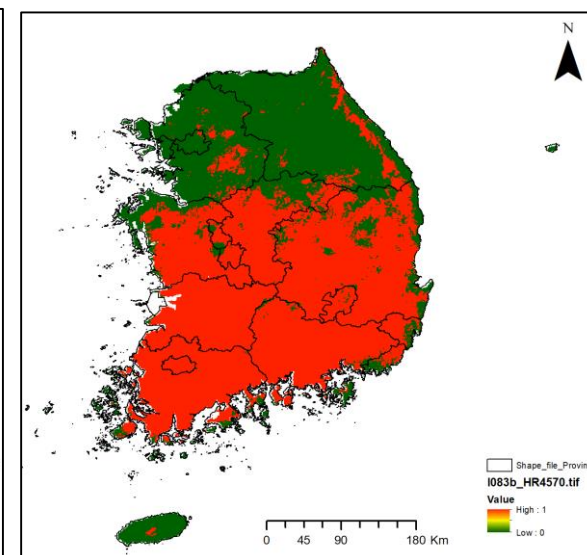 N
Shape_file_Provin
I083b_HR4570.tif
Value
High : 1
Low : 0
0 45 90 180 Km